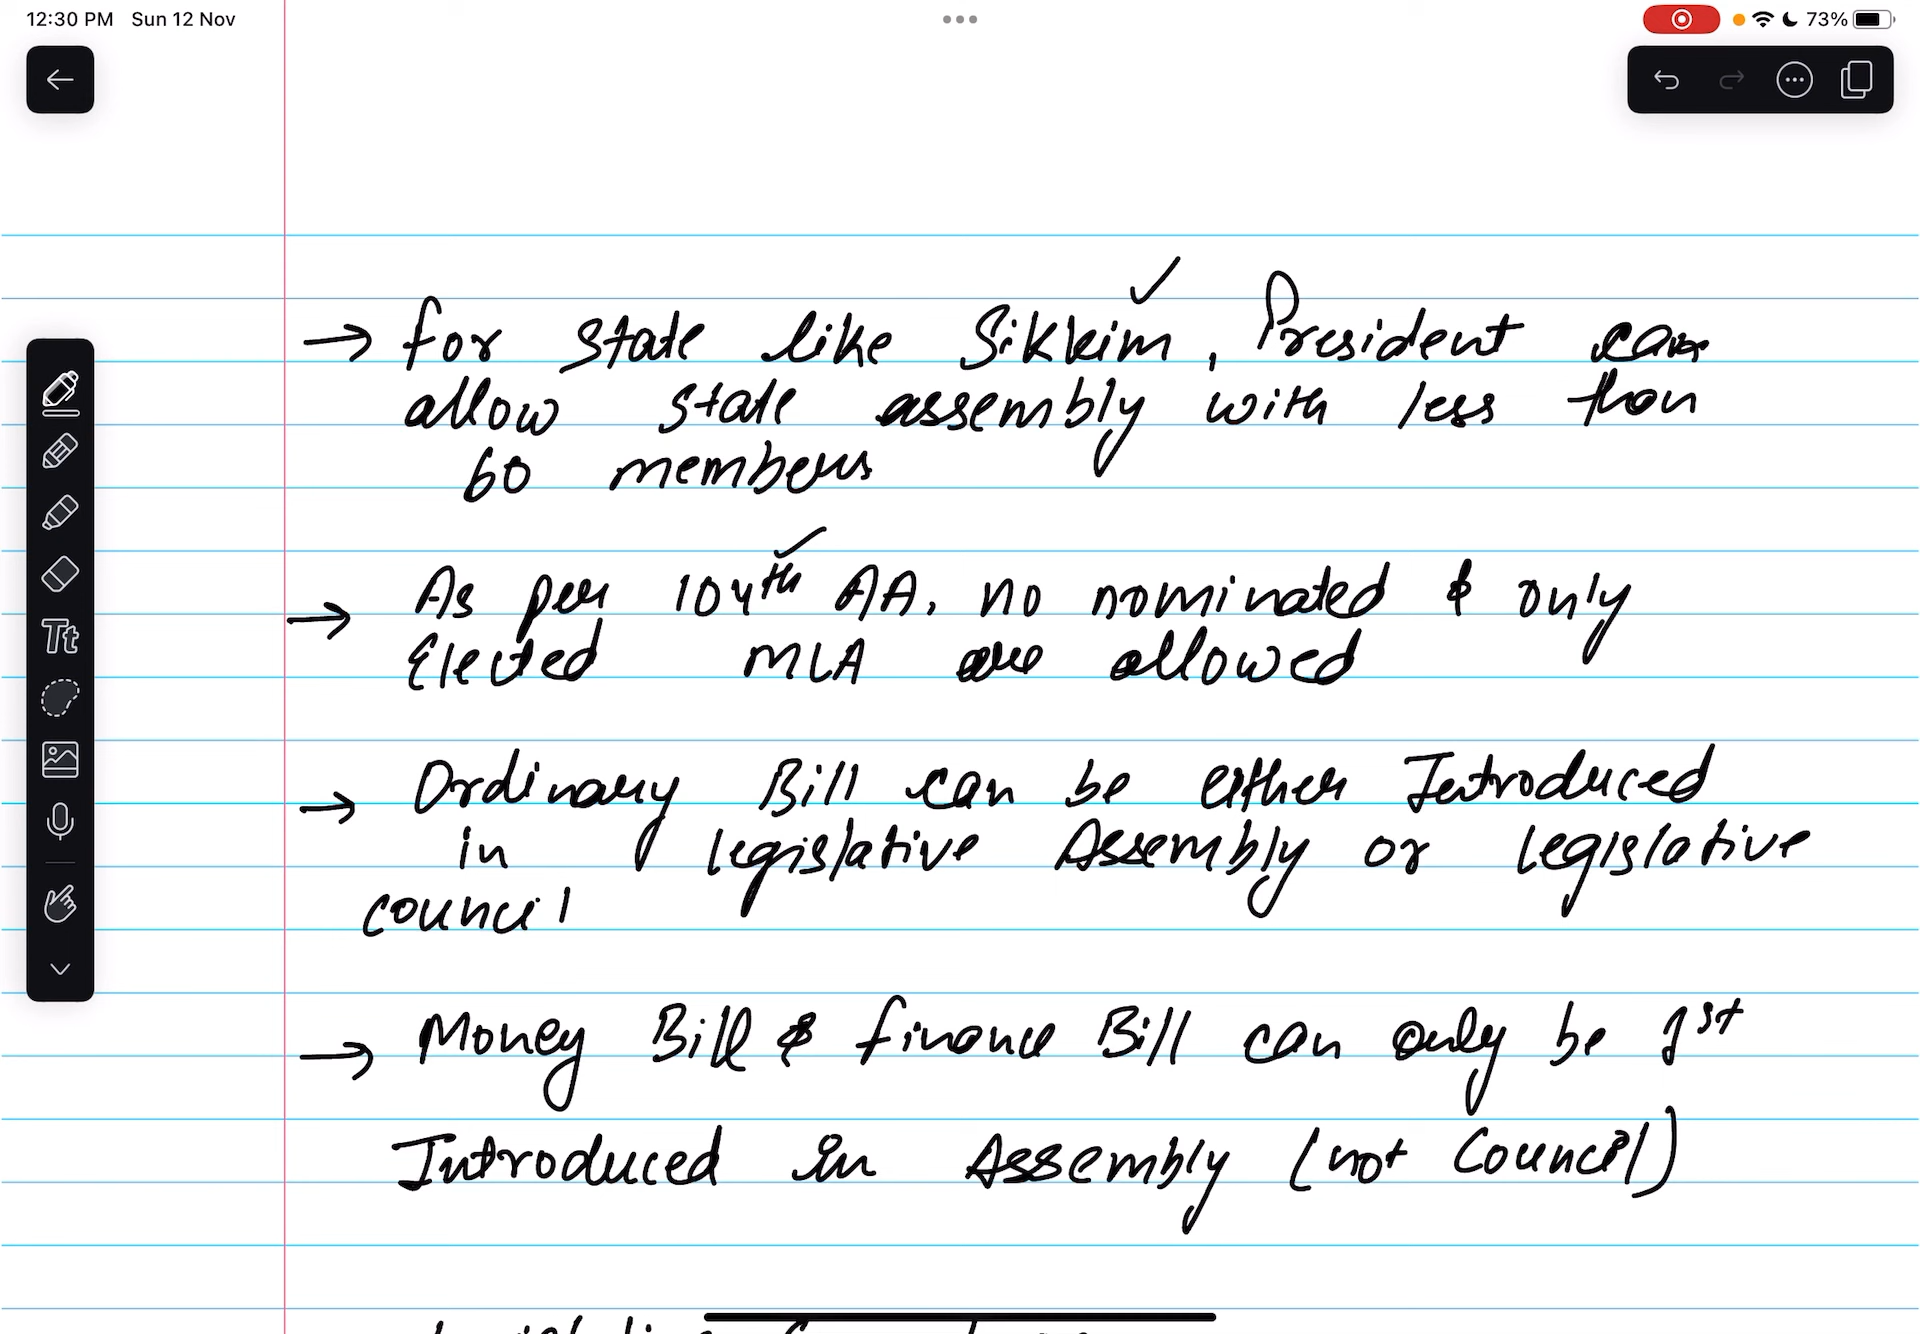 12:30 PM Sun 12 Nov
73%
Tt
→ for state like Sikkim, President can
allow state assembly with less than
60 members
→ As per 104th AA, no nominated & only
Elected MLA are allowed
→ Ordinary Bill can be either Introduced
in legislative Assembly or legislative
council
→ Money Bill & finance Bill can only be 1st
Introduced in Assembly (not Council)